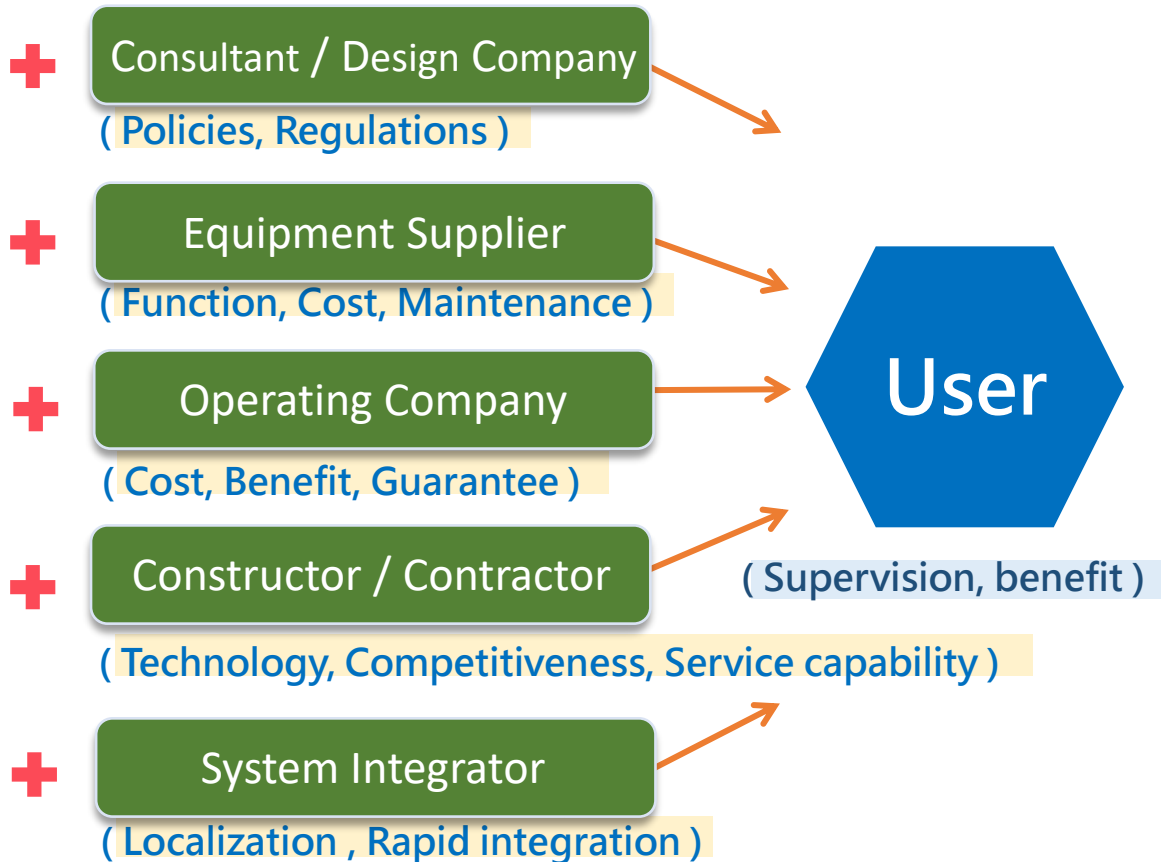 Consultant / Design Company
( Policies, Regulations )
Equipment Supplier
( Function, Cost, Maintenance )
Operating Company
( Cost, Benefit, Guarantee )
User
Constructor / Contractor
( Supervision, benefit )
( Technology, Competitiveness, Service capability )
System Integrator
( Localization , Rapid integration )